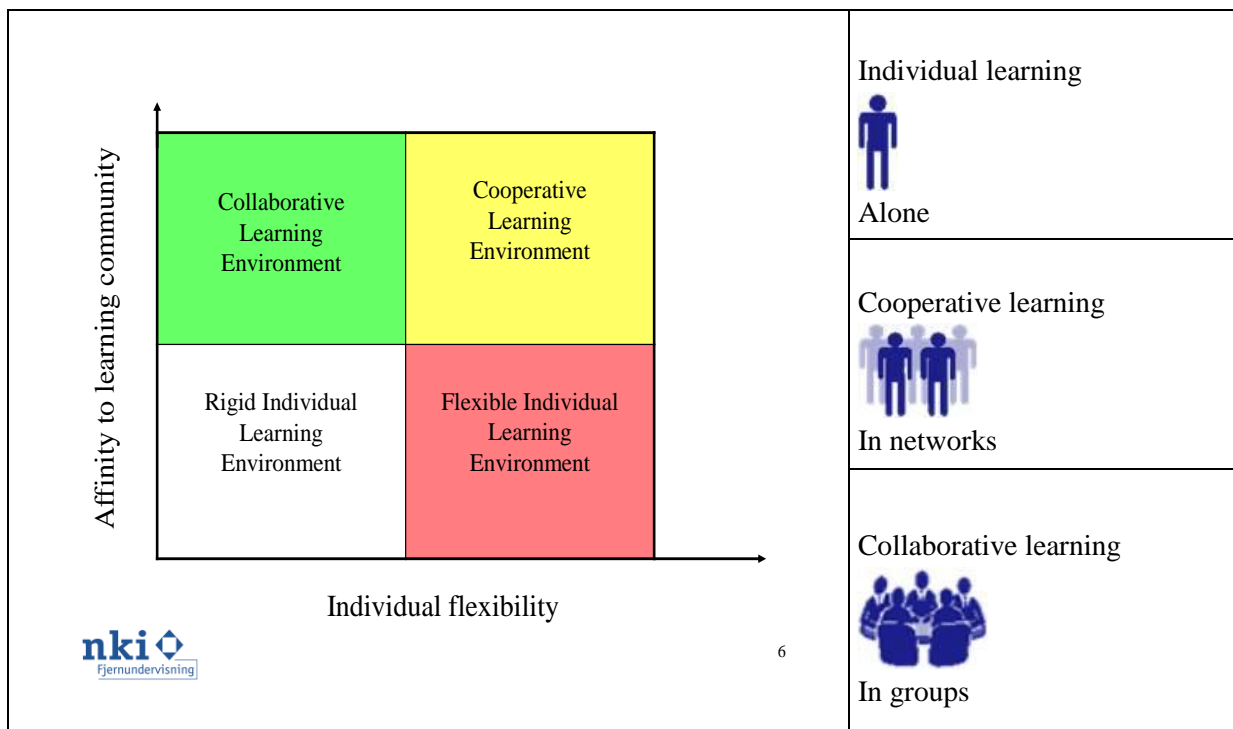 Affinity to learning community
Collaborative
Learning
Environment
Cooperative
Learning
Environment
Rigid Individual
Learning
Environment
Flexible Individual
Learning
Environment
Individual flexibility
nki
Fjernundervisning
6
Individual learning
Alone
Cooperative learning
In networks
Collaborative learning
In groups